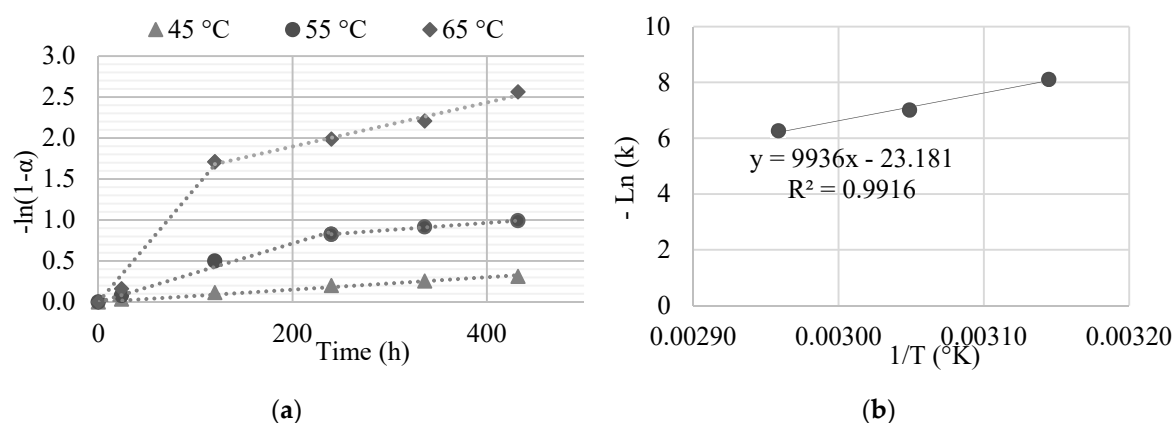 45 °C 55 °C 65 °C
3.0
2.5
2.0
1.5
1.0
0.5
0.0
-ln(1-α)
0 200 400
Time (h)
(a)
10
8
6
4
2
0
- Ln (k)
y = 9936x - 23.181
R² = 0.9916
0.00290 0.00300 0.00310 0.00320
1/T (°K)
(b)